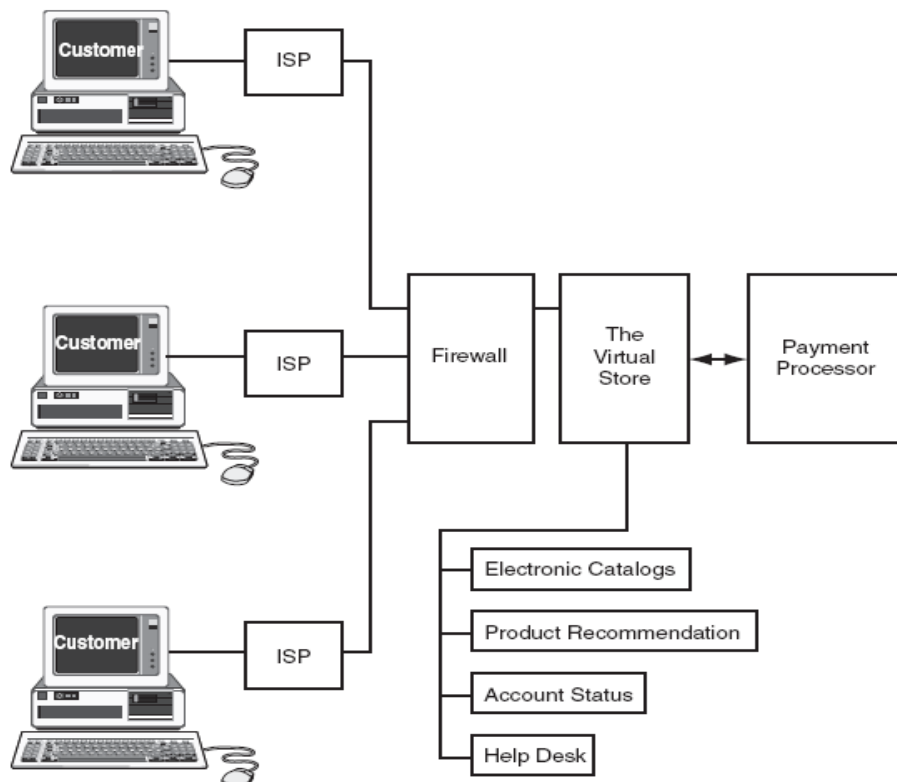 Customer
ISP
Customer
ISP
Firewall
The
Virtual
Store
Payment
Processor
Electronic Catalogs
Product Recommendation
Customer
ISP
Account Status
Help Desk